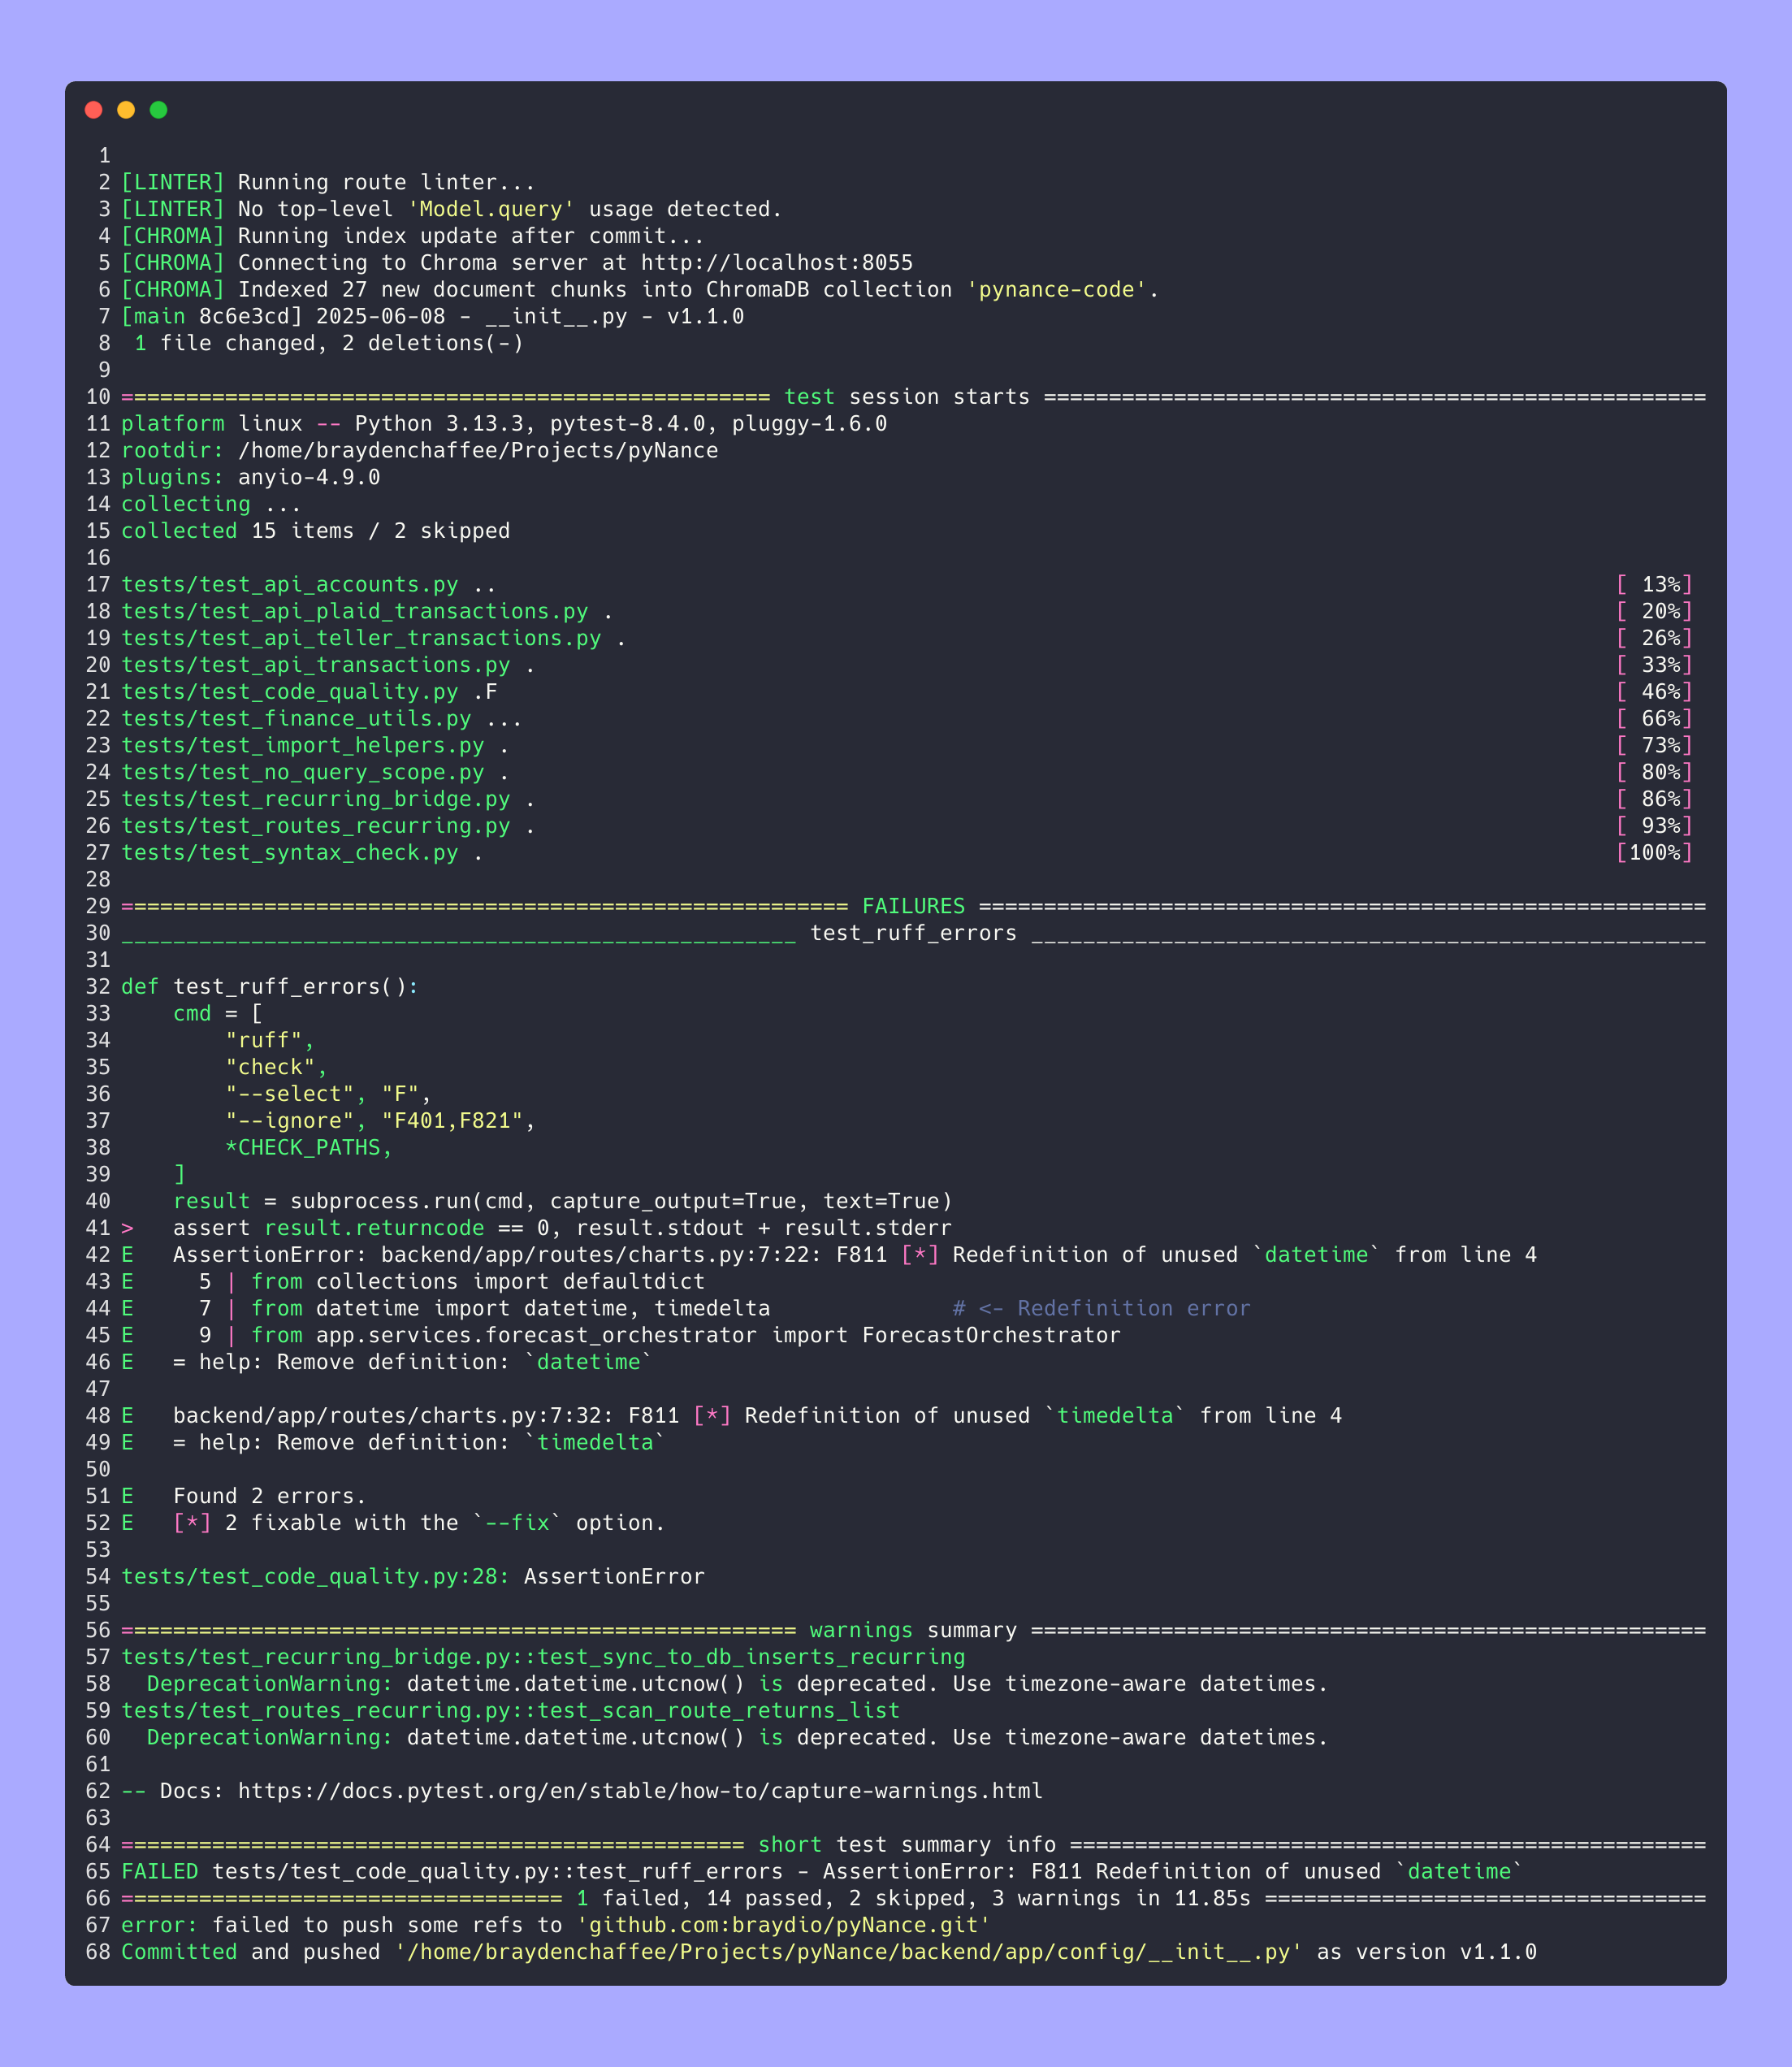 1
2 [LINTER] Running route linter...
3 [LINTER] No top-level 'Model.query' usage detected.
4 [CHROMA] Running index update after commit...
5 [CHROMA] Connecting to Chroma server at http://localhost:8055
6 [CHROMA] Indexed 27 new document chunks into ChromaDB collection 'pynance-code'.
7 [main 8c6e3cd] 2025-06-08 - __init__.py - v1.1.0
8  1 file changed, 2 deletions(-)
9
10 ================================================== test session starts ===================================================
11 platform linux -- Python 3.13.3, pytest-8.4.0, pluggy-1.6.0
12 rootdir: /home/braydenchaffee/Projects/pyNance
13 plugins: anyio-4.9.0
14 collecting ...
15 collected 15 items / 2 skipped
16
17 tests/test_api_accounts.py .. [ 13%]
18 tests/test_api_plaid_transactions.py . [ 20%]
19 tests/test_api_teller_transactions.py . [ 26%]
20 tests/test_api_transactions.py . [ 33%]
21 tests/test_code_quality.py .F [ 46%]
22 tests/test_finance_utils.py ... [ 66%]
23 tests/test_import_helpers.py . [ 73%]
24 tests/test_no_query_scope.py . [ 80%]
25 tests/test_recurring_bridge.py . [ 86%]
26 tests/test_routes_recurring.py . [ 93%]
27 tests/test_syntax_check.py . [100%]
28
29 ======================================================== FAILURES ========================================================
30 ____________________________________________________ test_ruff_errors ____________________________________________________
31
32 def test_ruff_errors():
33     cmd = [
34         "ruff",
35         "check",
36         "--select", "F",
37         "--ignore", "F401,F821",
38         *CHECK_PATHS,
39     ]
40     result = subprocess.run(cmd, capture_output=True, text=True)
41 >   assert result.returncode == 0, result.stdout + result.stderr
42 E   AssertionError: backend/app/routes/charts.py:7:22: F811 [*] Redefinition of unused `datetime` from line 4
43 E     5 | from collections import defaultdict
44 E     7 | from datetime import datetime, timedelta              # <- Redefinition error
45 E     9 | from app.services.forecast_orchestrator import ForecastOrchestrator
46 E   = help: Remove definition: `datetime`
47
48 E   backend/app/routes/charts.py:7:32: F811 [*] Redefinition of unused `timedelta` from line 4
49 E   = help: Remove definition: `timedelta`
50
51 E   Found 2 errors.
52 E   [*] 2 fixable with the `--fix` option.
53
54 tests/test_code_quality.py:28: AssertionError
55
56 ==================================================== warnings summary ====================================================
57 tests/test_recurring_bridge.py::test_sync_to_db_inserts_recurring
58   DeprecationWarning: datetime.datetime.utcnow() is deprecated. Use timezone-aware datetimes.
59 tests/test_routes_recurring.py::test_scan_route_returns_list
60   DeprecationWarning: datetime.datetime.utcnow() is deprecated. Use timezone-aware datetimes.
61
62 -- Docs: https://docs.pytest.org/en/stable/how-to/capture-warnings.html
63
64 ================================================ short test summary info =================================================
65 FAILED tests/test_code_quality.py::test_ruff_errors - AssertionError: F811 Redefinition of unused `datetime`
66 ================================== 1 failed, 14 passed, 2 skipped, 3 warnings in 11.85s ==================================
67 error: failed to push some refs to 'github.com:braydio/pyNance.git'
68 Committed and pushed '/home/braydenchaffee/Projects/pyNance/backend/app/config/__init__.py' as version v1.1.0